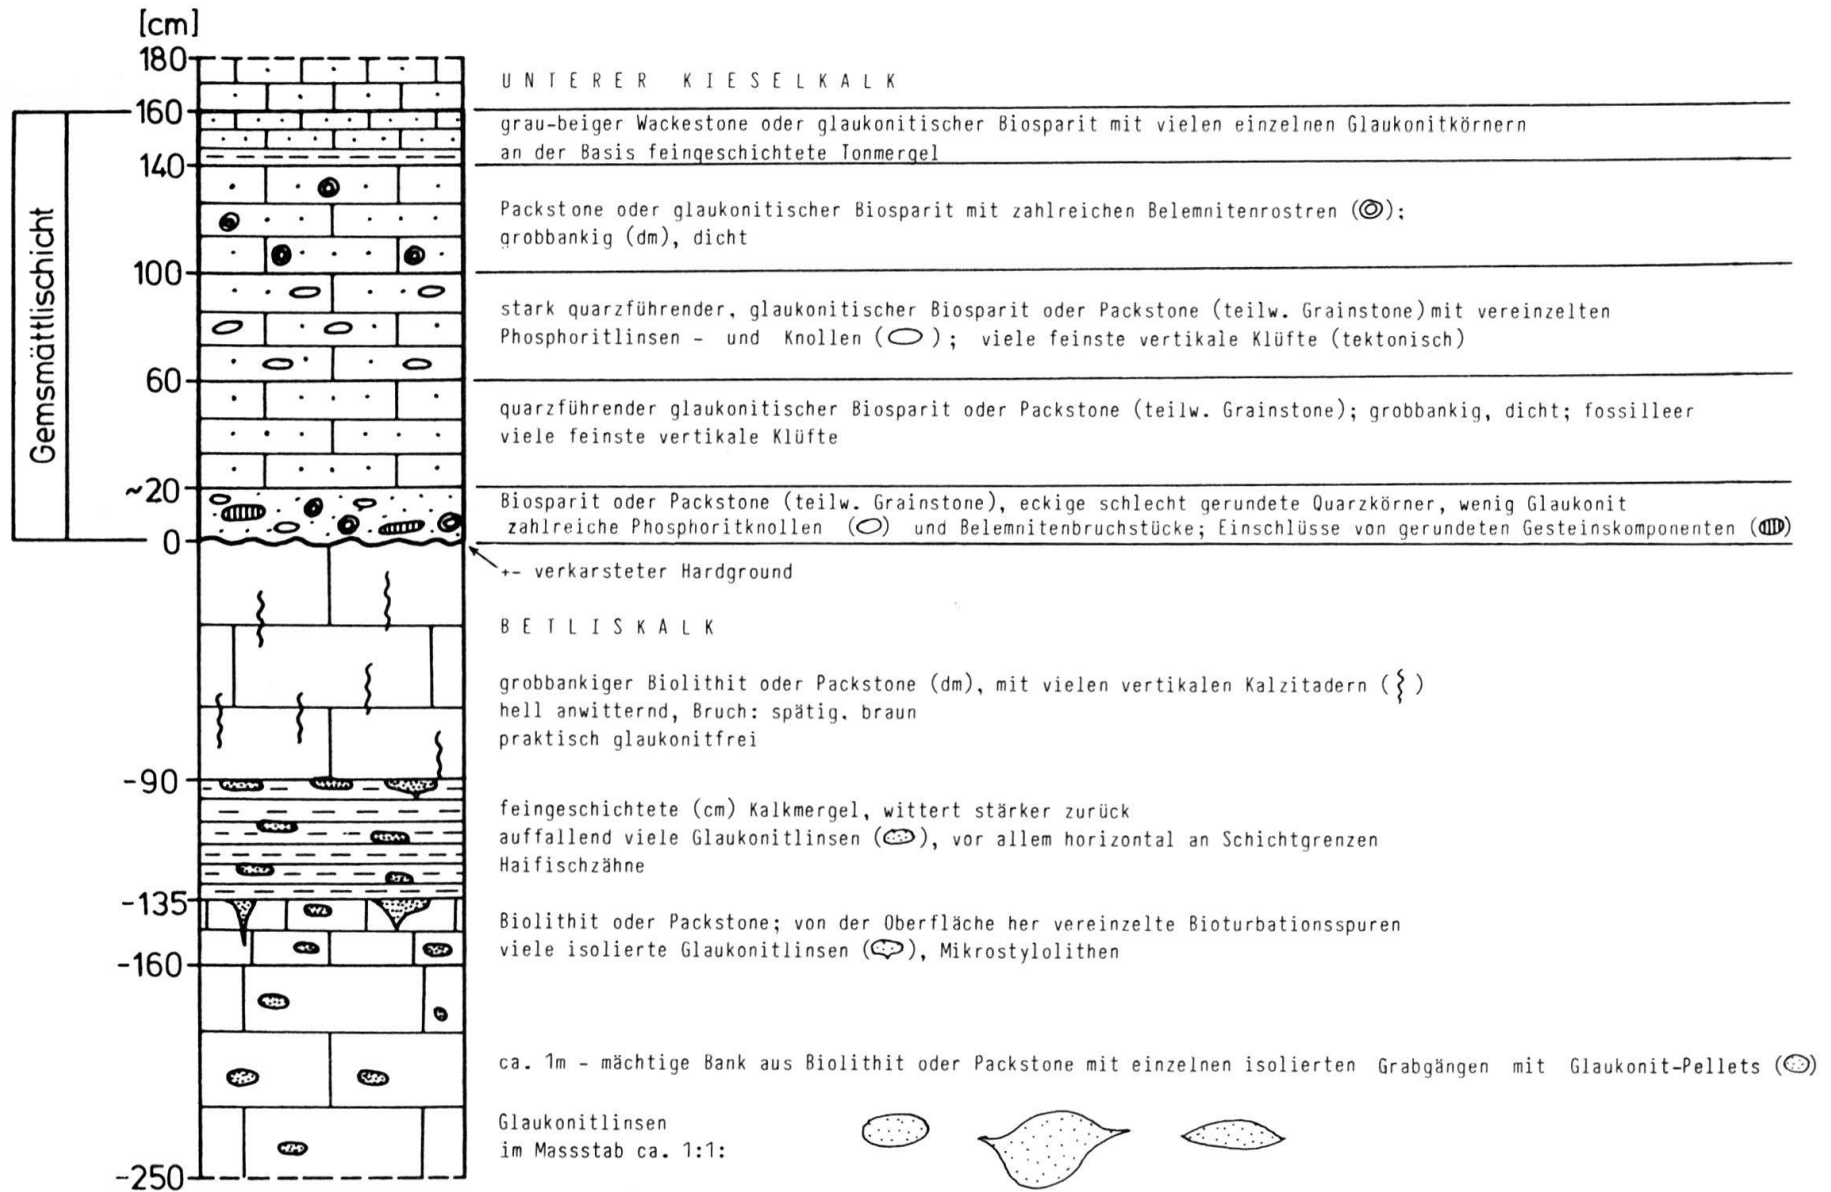 [cm]
180
UNTERER KIESELKALK
160
grau-beiger Wackestone oder glaukonitischer Biosparit mit vielen einzelnen Glaukonitkörnern
an der Basis feingeschichtete Tonmergel
140
Packstone oder glaukonitischer Biosparit mit zahlreichen Belemnitenrostren ( );
grobbankig (dm), dicht
Gemsmättlischicht
100
stark quarzführender, glaukonitischer Biosparit oder Packstone (teilw. Grainstone) mit vereinzelten
Phosphoritlinsen - und Knollen ( ); viele feinste vertikale Klüfte (tektonisch)
60
quarzführender glaukonitischer Biosparit oder Packstone (teilw. Grainstone); grobbankig, dicht; fossilleer
viele feinste vertikale Klüfte
~20
Biosparit oder Packstone (teilw. Grainstone), eckige schlecht gerundete Quarzkörner, wenig Glaukonit
zahlreiche Phosphoritknollen ( ) und Belemnitenbruchstücke; Einschlüsse von gerundeten Gesteinskomponenten ( )
0
+- verkarsteter Hardground
BETLISKALK
grobbankiger Biolithit oder Packstone (dm), mit vielen vertikalen Kalzitadern ( )
hell anwitternd, Bruch: spätig. braun
praktisch glaukonitfrei
-90
feingeschichtete (cm) Kalkmergel, wittert stärker zurück
auffallend viele Glaukonitlinsen ( ), vor allem horizontal an Schichtgrenzen
Haifischzähne
-135
Biolithit oder Packstone; von der Oberfläche her vereinzelte Bioturbationsspuren
viele isolierte Glaukonitlinsen ( ), Mikrostylolithen
-160
ca. 1m - mächtige Bank aus Biolithit oder Packstone mit einzelnen isolierten Grabgängen mit Glaukonit-Pellets ( )
Glaukonitlinsen
im Massstab ca. 1:1:
-250